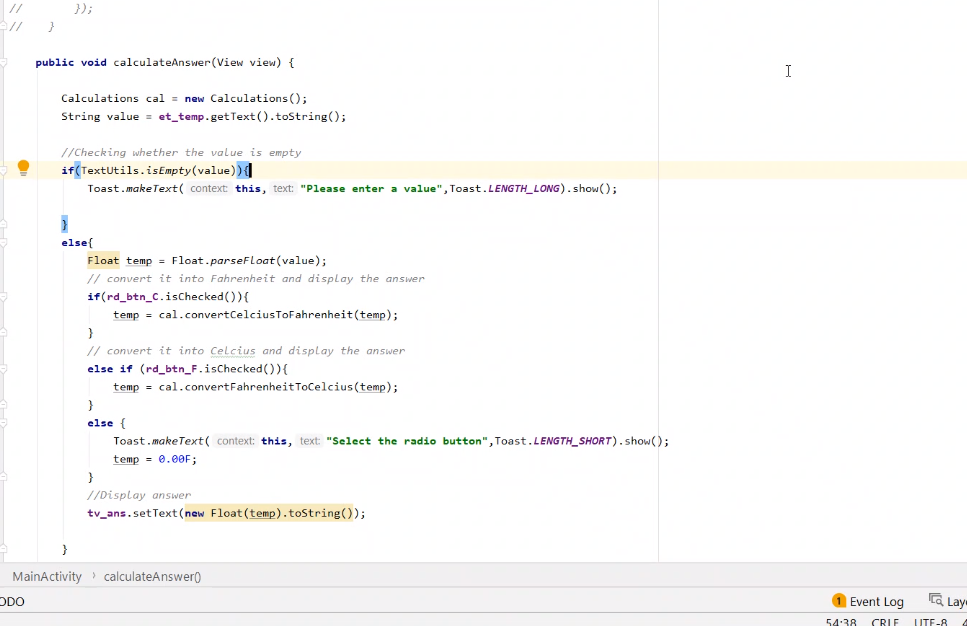 //      });
//    }
public void calculateAnswer(View view) {
Calculations cal = new Calculations();
String value = et_temp.getText().toString();
//Checking whether the value is empty
if(TextUtils.isEmpty(value)){
Toast.makeText( context: this, text: "Please enter a value",Toast.LENGTH_LONG).show();
}
else{
Float temp = Float.parseFloat(value);
// convert it into Fahrenheit and display the answer
if(rd_btn_C.isChecked()){
temp = cal.convertCelciusToFahrenheit(temp);
}
// convert it into Celcius and display the answer
else if (rd_btn_F.isChecked()){
temp = cal.convertFahrenheitToCelcius(temp);
}
else {
Toast.makeText( context: this, text: "Select the radio button",Toast.LENGTH_SHORT).show();
temp = 0.00F;
}
//Display answer
tv_ans.setText(new Float(temp).toString());
}
MainActivity › calculateAnswer()
ODO 1 Event Log Laye
54:38 CRLF UTF-8 4